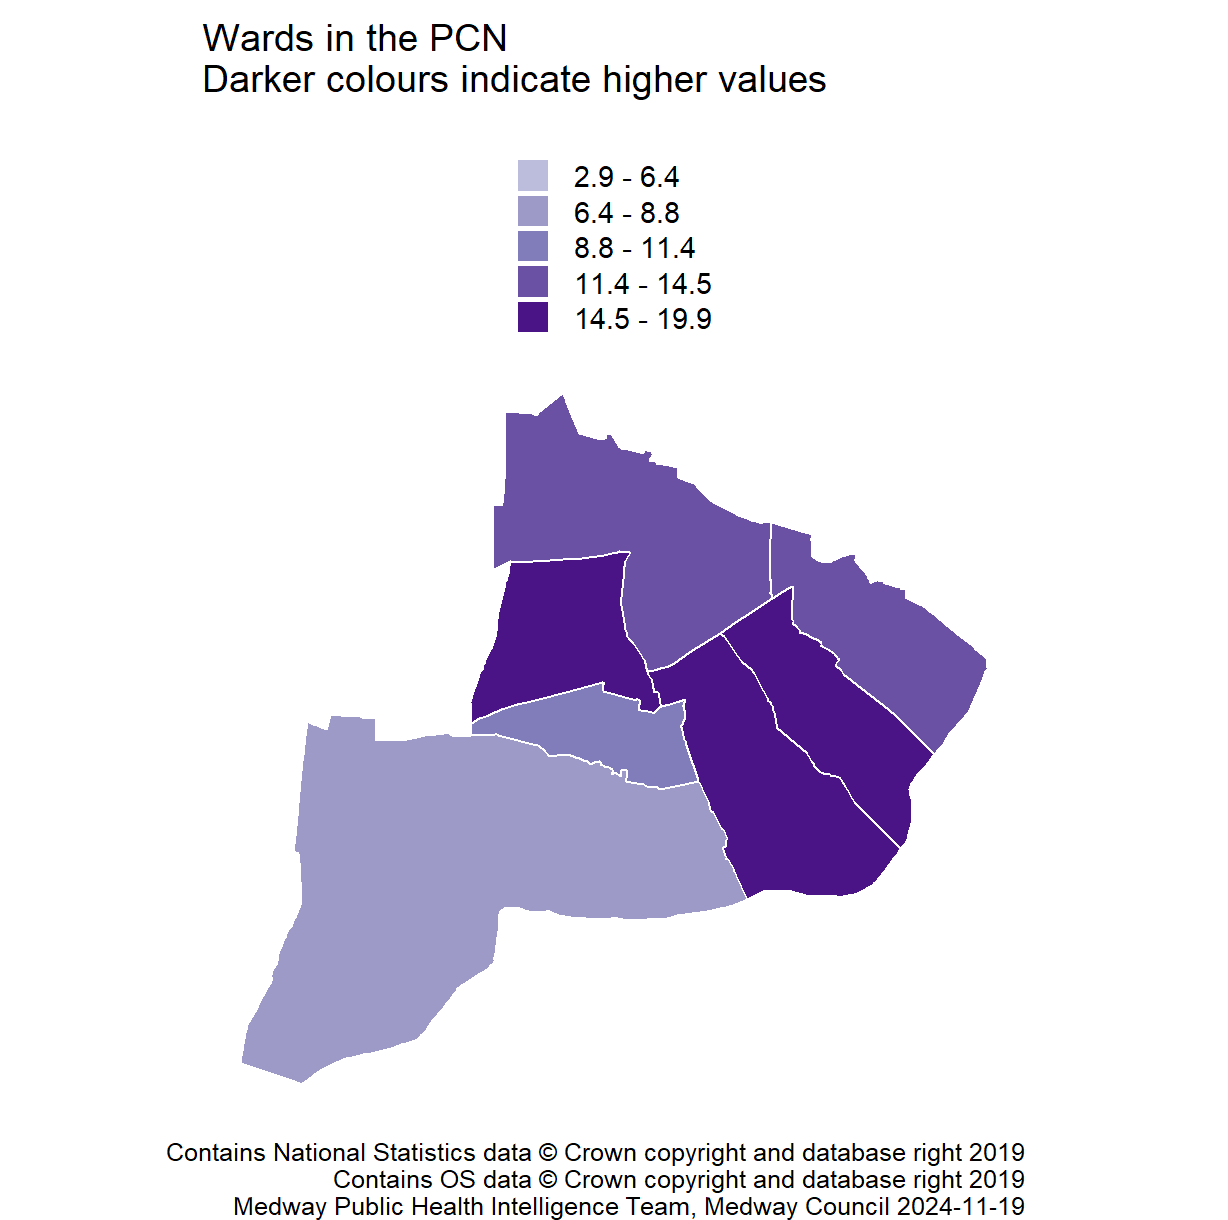 Wards in the PCN
Darker colours indicate higher values
2.9 - 6.4
6.4 - 8.8
8.8 - 11.4
11.4 - 14.5
14.5 - 19.9
Contains National Statistics data © Crown copyright and database right 2019
Contains OS data © Crown copyright and database right 2019
Medway Public Health Intelligence Team, Medway Council 2024-11-19